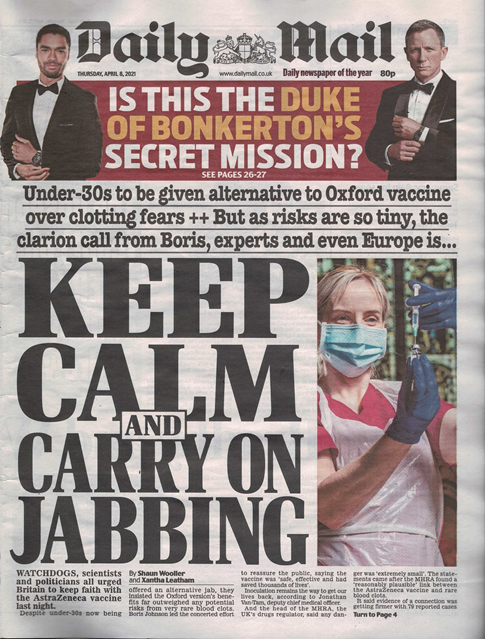 Daily Mail
THURSDAY, APRIL 8, 2021
www.dailymail.co.uk
Daily newspaper of the year
80p
IS THIS THE DUKE
OF BONKERTON'S
SECRET MISSION?
SEE PAGES 26-27
Under-30s to be given alternative to Oxford vaccine
over clotting fears ++ But as risks are so tiny, the
clarion call from Boris, experts and even Europe is...
KEEP
CALM
AND
CARRY ON
JABBING
WATCHDOGS, scientists
and politicians all urged
Britain to keep faith with
the AstraZeneca vaccine
last night.
Despite under-30s now being
By Shaun Wooller
and Xantha Leatham
offered an alternative jab, they
insisted the Oxford version's bene-
fits far outweighed any potential
risks from very rare blood clots.
Boris Johnson led the concerted effort
to reassure the public, saying the
vaccine was 'safe, effective and had
saved thousands of lives'.
Inoculation remains the way to get our
lives back, according to Jonathan
Van-Tam, deputy chief medical officer.
And the head of the MHRA, the
UK's drugs regulator, said any dan-
ger was 'extremely small'. The state-
ments came after the MHRA found a
'reasonably plausible' link between
the AstraZeneca vaccine and rare
blood clots.
It said evidence of a connection was
getting firmer with 79 reported cases
Turn to Page 4